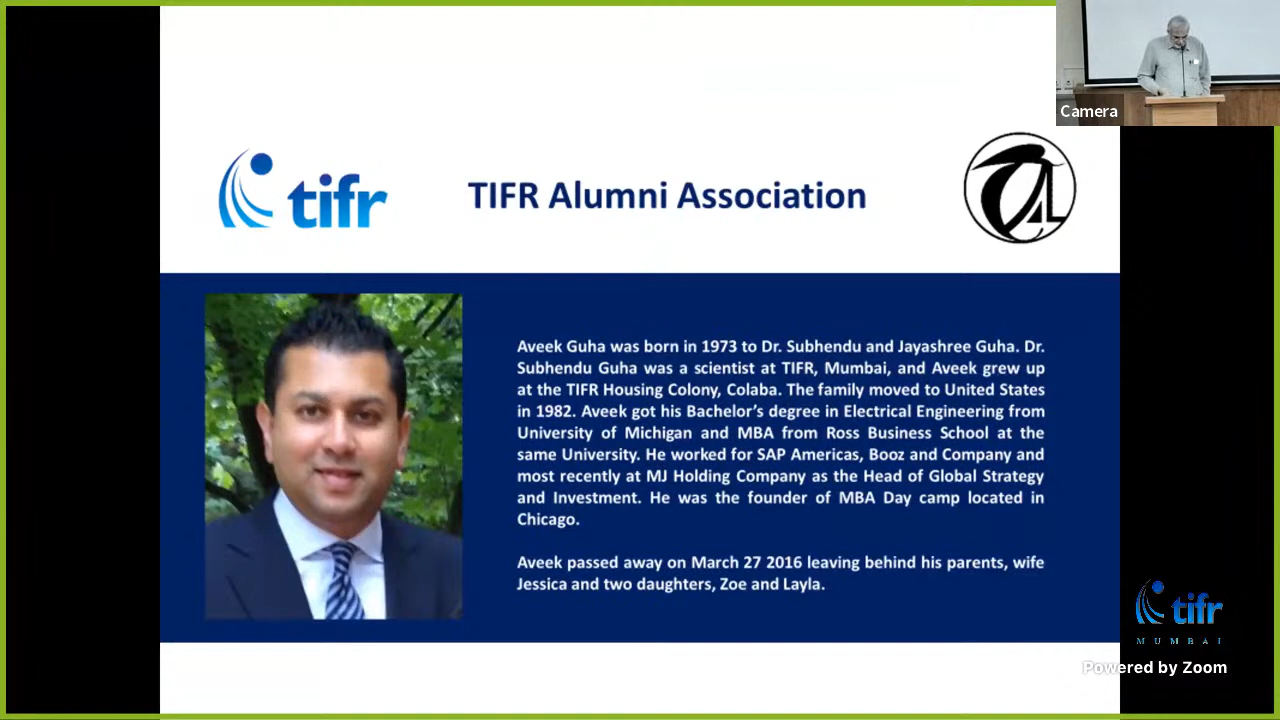 Camera
tifr
TIFR Alumni Association
Aveek Guha was born in 1973 to Dr. Subhendu and Jayashree Guha. Dr.
Subhendu Guha was a scientist at TIFR, Mumbai, and Aveek grew up
at the TIFR Housing Colony, Colaba. The family moved to United States
in 1982. Aveek got his Bachelor's degree in Electrical Engineering from
University of Michigan and MBA from Ross Business School at the
same University. He worked for SAP Americas, Booz and Company and
most recently at MJ Holding Company as the Head of Global Strategy
and Investment. He was the founder of MBA Day camp located in
Chicago.
Aveek passed away on March 27 2016 leaving behind his parents, wife
Jessica and two daughters, Zoe and Layla.
tifr
MUMBAI
Powered by Zoom